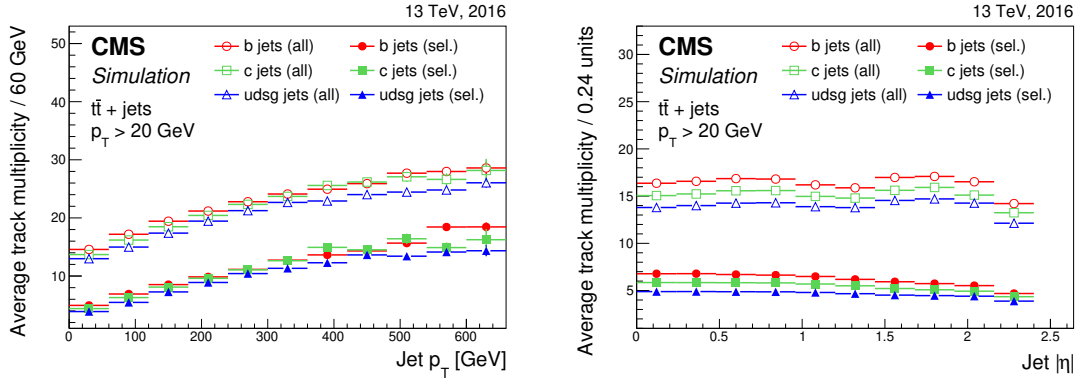 13 TeV, 2016
CMS
Simulation
tt̄ + jets
p_T > 20 GeV
b jets (all)
b jets (sel.)
c jets (all)
c jets (sel.)
udsg jets (all)
udsg jets (sel.)
Average track multiplicity / 60 GeV
50
40
30
20
10
0 100 200 300 400 500 600
Jet p_T [GeV]
13 TeV, 2016
CMS
Simulation
tt̄ + jets
p_T > 20 GeV
b jets (all)
b jets (sel.)
c jets (all)
c jets (sel.)
udsg jets (all)
udsg jets (sel.)
Average track multiplicity / 0.24 units
30
25
20
15
10
5
0
0 0.5 1 1.5 2 2.5
Jet |η|